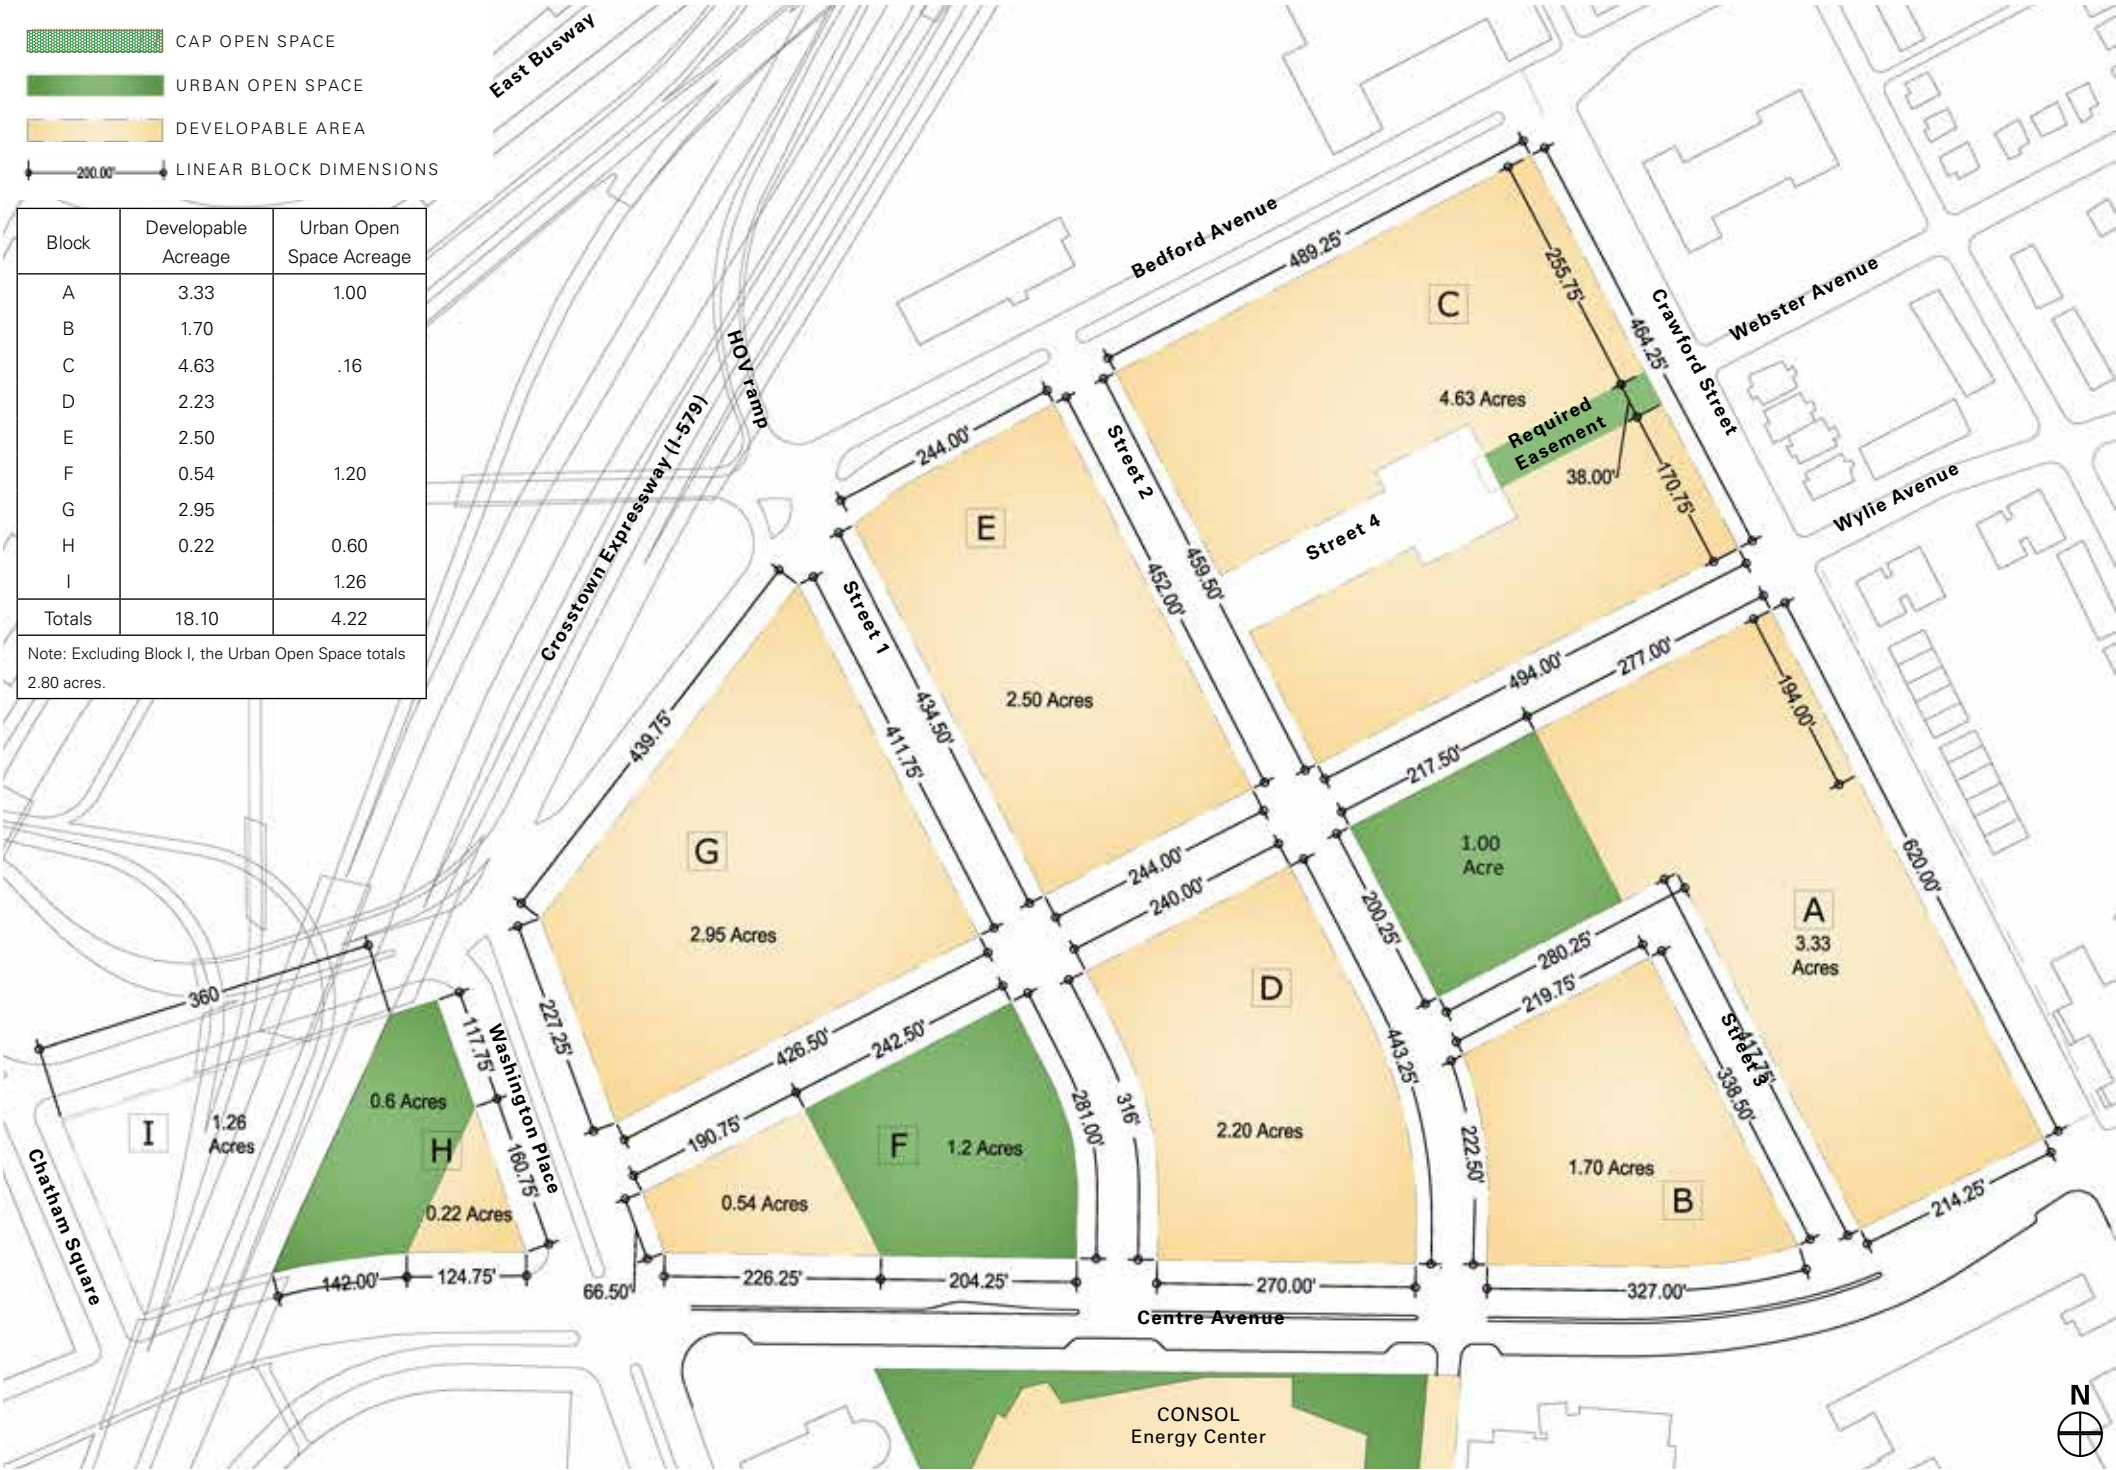 CAP OPEN SPACE
URBAN OPEN SPACE
DEVELOPABLE AREA
200.00' LINEAR BLOCK DIMENSIONS
Block Developable Acreage Urban Open Space Acreage
A 3.33 1.00
B 1.70
C 4.63 .16
D 2.23
E 2.50
F 0.54 1.20
G 2.95
H 0.22 0.60
I 1.26
Totals 18.10 4.22
Note: Excluding Block I, the Urban Open Space totals
2.80 acres.
East Busway
HOV ramp
Crosstown Expressway (I-579)
Bedford Avenue
489.25'
C
4.63 Acres
255.75'
464.25'
Crawford Street
Webster Avenue
Wylie Avenue
Required
Easement
38.00'
170.75'
Street 4
Street 2
459.50'
452.00'
244.00'
E
2.50 Acres
Street 1
434.50'
411.75'
439.75'
G
2.95 Acres
227.25'
426.50'
244.00'
240.00'
494.00'
277.00'
217.50'
194.00'
620.00'
1.00
Acre
200.25'
280.25'
219.75'
A
3.33
Acres
Street 3
417.75'
338.50'
214.25'
D
2.20 Acres
443.25'
316'
270.00'
B
1.70 Acres
222.50'
327.00'
242.50'
190.75'
F
1.2 Acres
0.54 Acres
281.00'
66.50'
226.25'
204.25'
360
I
1.26
Acres
0.6 Acres
H
0.22 Acres
117.75'
160.75'
142.00'
124.75'
Washington Place
Chatham Square
Centre Avenue
CONSOL
Energy Center
N